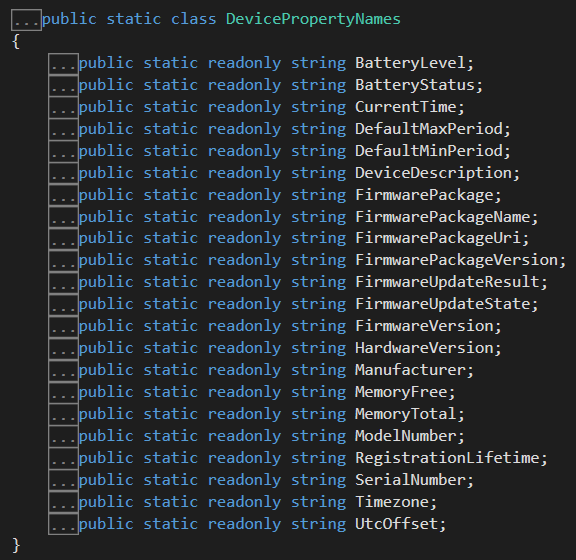 ...public static class DevicePropertyNames
{
...public static readonly string BatteryLevel;
...public static readonly string BatteryStatus;
...public static readonly string CurrentTime;
...public static readonly string DefaultMaxPeriod;
...public static readonly string DefaultMinPeriod;
...public static readonly string DeviceDescription;
...public static readonly string FirmwarePackage;
...public static readonly string FirmwarePackageName;
...public static readonly string FirmwarePackageUri;
...public static readonly string FirmwarePackageVersion;
...public static readonly string FirmwareUpdateResult;
...public static readonly string FirmwareUpdateState;
...public static readonly string FirmwareVersion;
...public static readonly string HardwareVersion;
...public static readonly string Manufacturer;
...public static readonly string MemoryFree;
...public static readonly string MemoryTotal;
...public static readonly string ModelNumber;
...public static readonly string RegistrationLifetime;
...public static readonly string SerialNumber;
...public static readonly string Timezone;
...public static readonly string UtcOffset;
}